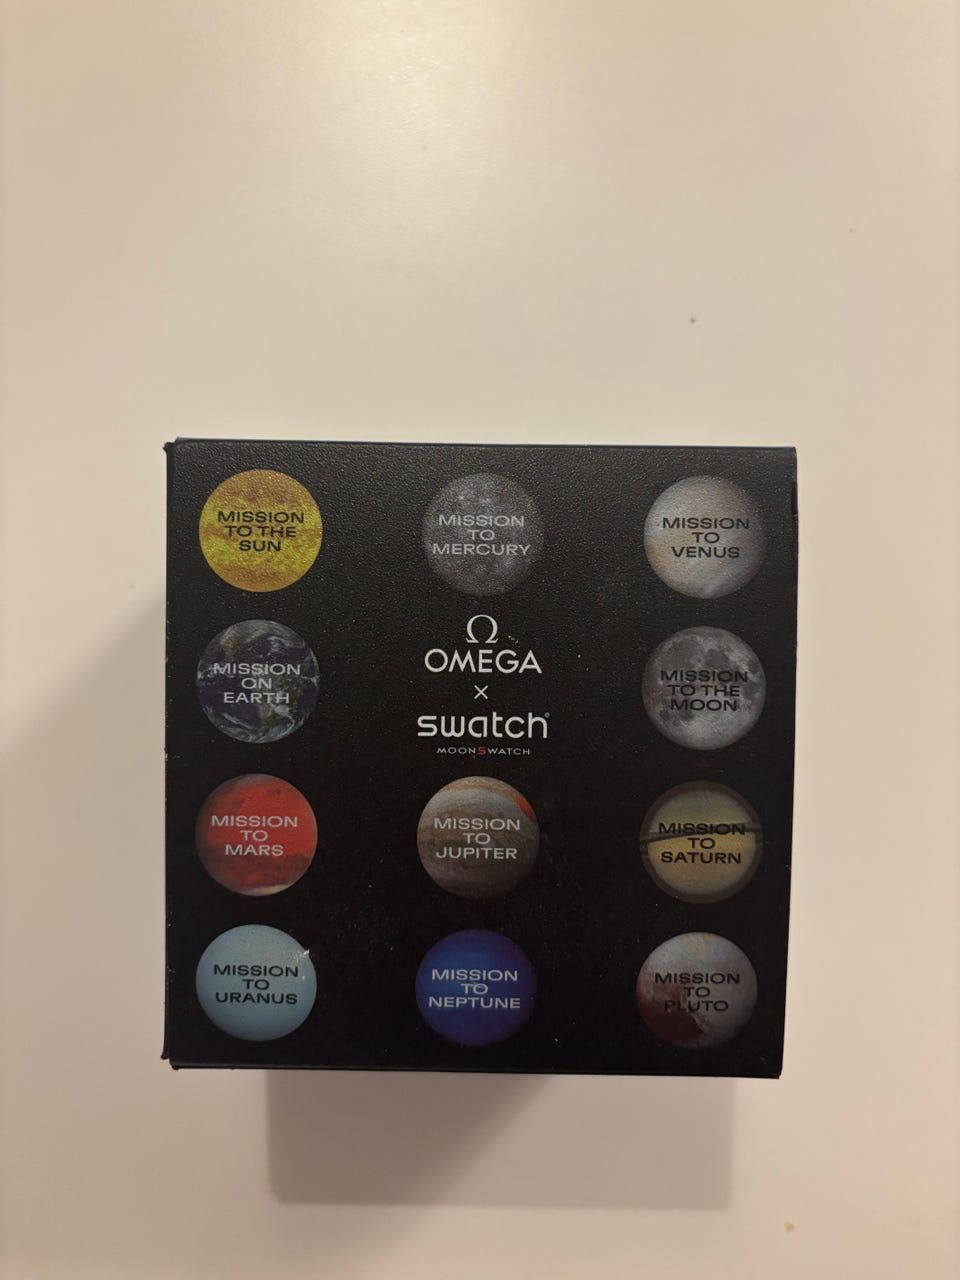 MISSION
TO THE
SUN
MISSION
TO
MERCURY
MISSION
TO
VENUS
MISSION
ON
EARTH
Ω
OMEGA
×
swatch®
MOONSWATCH
MISSION
TO THE
MOON
MISSION
TO
MARS
MISSION
TO
JUPITER
MISSION
TO
SATURN
MISSION
TO
URANUS
MISSION
TO
NEPTUNE
MISSION
TO
PLUTO